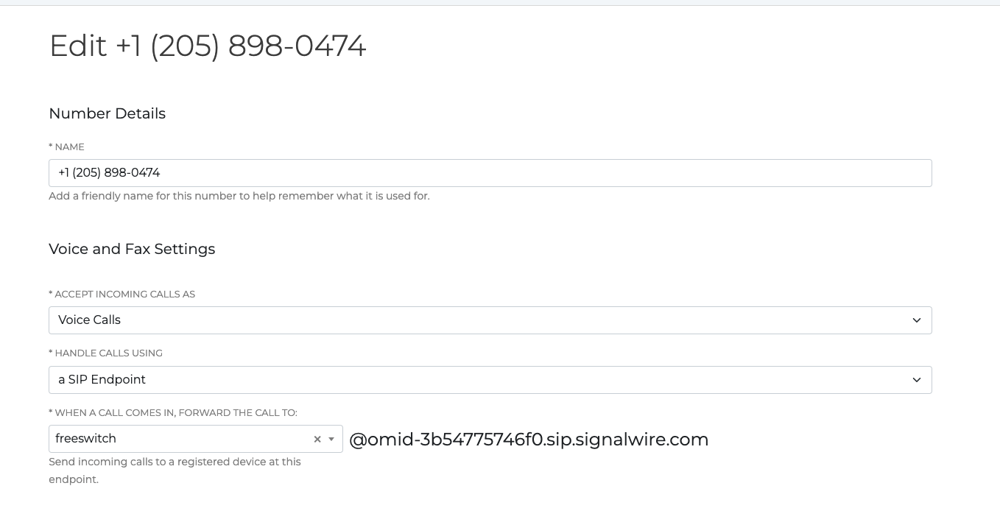 Edit +1 (205) 898-0474
Number Details
* NAME
+1 (205) 898-0474
Add a friendly name for this number to help remember what it is used for.
Voice and Fax Settings
* ACCEPT INCOMING CALLS AS
Voice Calls
* HANDLE CALLS USING
a SIP Endpoint
* WHEN A CALL COMES IN, FORWARD THE CALL TO:
freeswitch @omid-3b54775746f0.sip.signalwire.com
Send incoming calls to a registered device at this
endpoint.